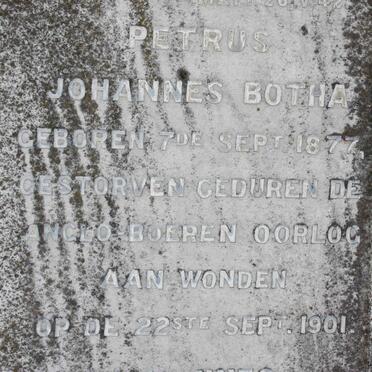 PETRUS
JOHANNES BOTHA
GEBOREN 7DE SEPT. 1877,
GESTORVEN GEDUREN DE
ANGLO-BOEREN OORLOG
AAN WONDEN
OP DE 22STE SEPT. 1901.